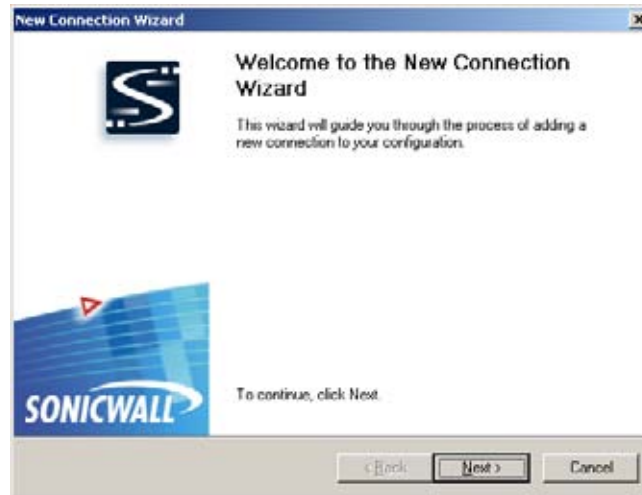 New Connection Wizard
Welcome to the New Connection
Wizard
This wizard will guide you through the process of adding a
new connection to your configuration.
To continue, click Next.
SONICWALL
< Back
Next >
Cancel